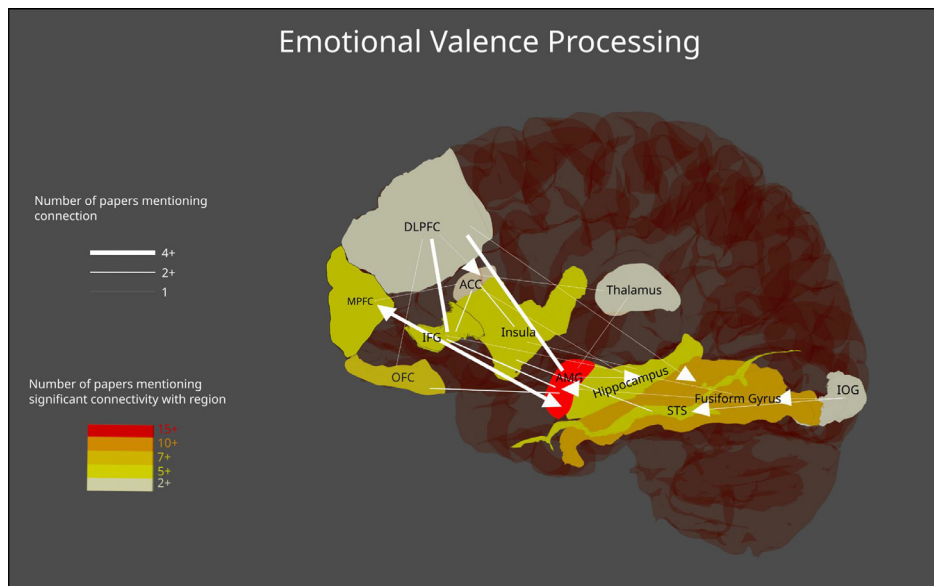 Emotional Valence Processing
Number of papers mentioning
connection
4+
2+
1
Number of papers mentioning
significant connectivity with region
15+
10+
7+
5+
2+
DLPFC
ACC
Thalamus
MPFC
IFG
Insula
OFC
AMG
Hippocampus
Fusiform Gyrus
IOG
STS